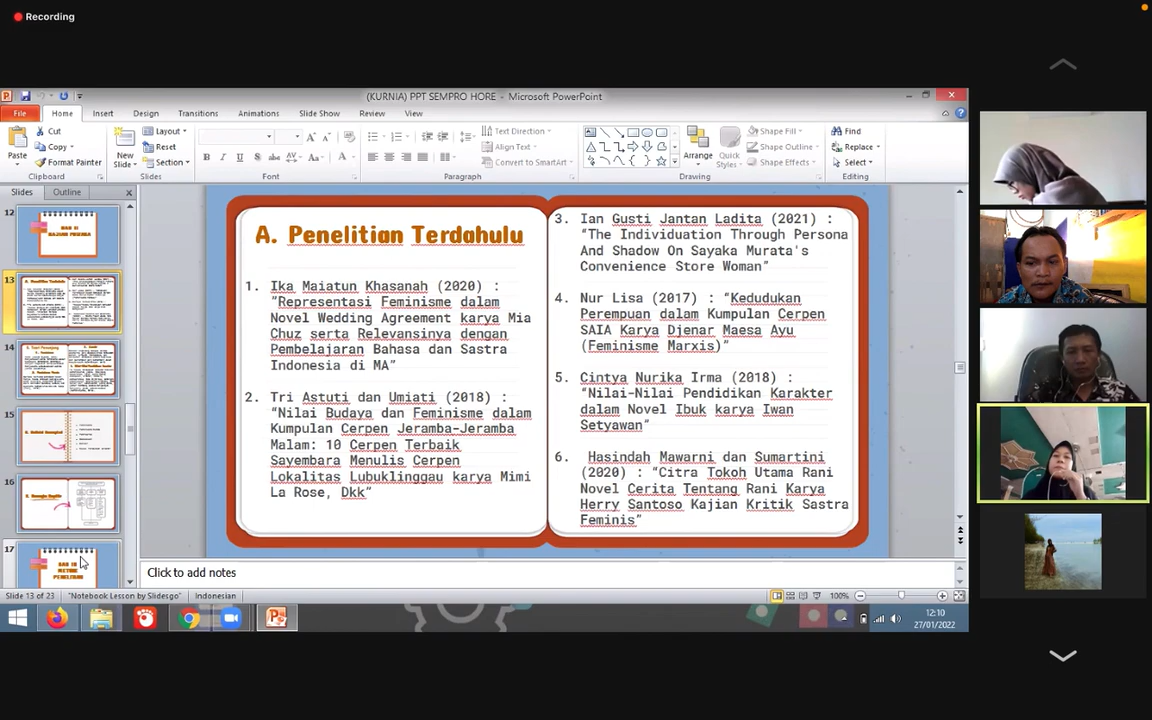 Recording
(KURNIA) PPT SEMPRO HORE - Microsoft PowerPoint
File Home Insert Design Transitions Animations Slide Show Review View
Cut
Copy
Format Painter
Paste
Clipboard
New
Slide
Layout
Reset
Section
Slides
Font
Text Direction
Align Text
Convert to SmartArt
Paragraph
Arrange
Quick
Styles
Shape Fill
Shape Outline
Shape Effects
Drawing
Find
Replace
Select
Editing
Slides Outline
12
13
14
15
16
17
A. Penelitian Terdahulu
1. Ika Maiatun Khasanah (2020) :
"Representasi Feminisme dalam
Novel Wedding Agreement karya Mia
Chuz serta Relevansinya dengan
Pembelajaran Bahasa dan Sastra
Indonesia di MA"
2. Tri Astuti dan Umiati (2018) :
"Nilai Budaya dan Feminisme dalam
Kumpulan Cerpen Jeramba-Jeramba
Malam: 10 Cerpen Terbaik
Sayembara Menulis Cerpen
Lokalitas Lubuklinggau karya Mimi
La Rose, Dkk"
3. Ian Gusti Jantan Ladita (2021) :
"The Individuation Through Persona
And Shadow On Sayaka Murata's
Convenience Store Woman"
4. Nur Lisa (2017) : "Kedudukan
Perempuan dalam Kumpulan Cerpen
SAIA Karya Djenar Maesa Ayu
(Feminisme Marxis)"
5. Cintya Nurika Irma (2018) :
"Nilai-Nilai Pendidikan Karakter
dalam Novel Ibuk karya Iwan
Setyawan"
6. Hasindah Mawarni dan Sumartini
(2020) : "Citra Tokoh Utama Rani
Novel Cerita Tentang Rani Karya
Herry Santoso Kajian Kritik Sastra
Feminis"
Click to add notes
Slide 13 of 23 "Notebook Lesson by Slidesgo" Indonesian 100%
12:10
27/01/2022